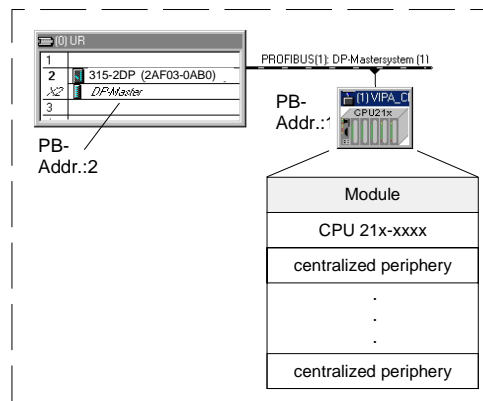 (0) UR
1
2 315-2DP (2AF03-0AB0)
X2 DP-Master
3
PROFIBUS(1): DP-Mastersystem (1)
PB-
Addr.:1
(1) VIPA_C
CPU21x
PB-
Addr.:2
Module
CPU 21x-xxxx
centralized periphery
.
.
.
centralized periphery